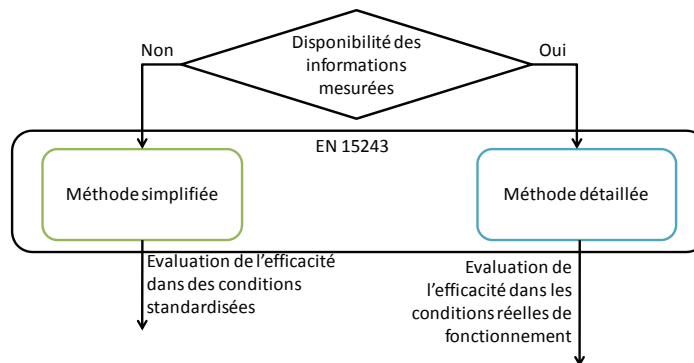 Non
Disponibilité des
informations
mesurées
Oui
EN 15243
Méthode simplifiée
Méthode détaillée
Evaluation de l'efficacité
dans des conditions
standardisées
Evaluation de
l'efficacité dans les
conditions réelles de
fonctionnement